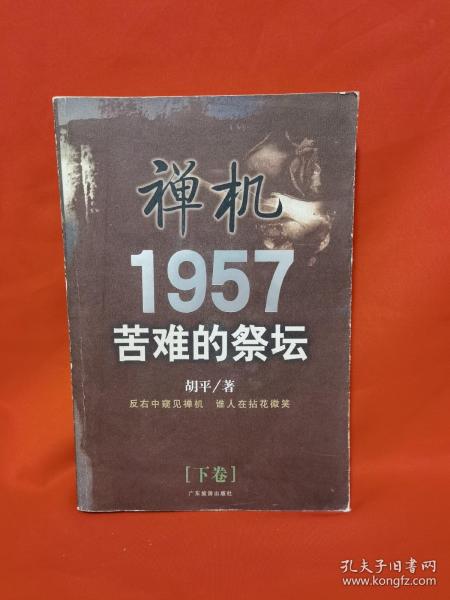 禅机
1957
苦难的祭坛
胡平/著
反右中窥见禅机 谁人在拈花微笑
[下卷]
广东旅游出版社
孔夫子旧书网
www.kongfz.com